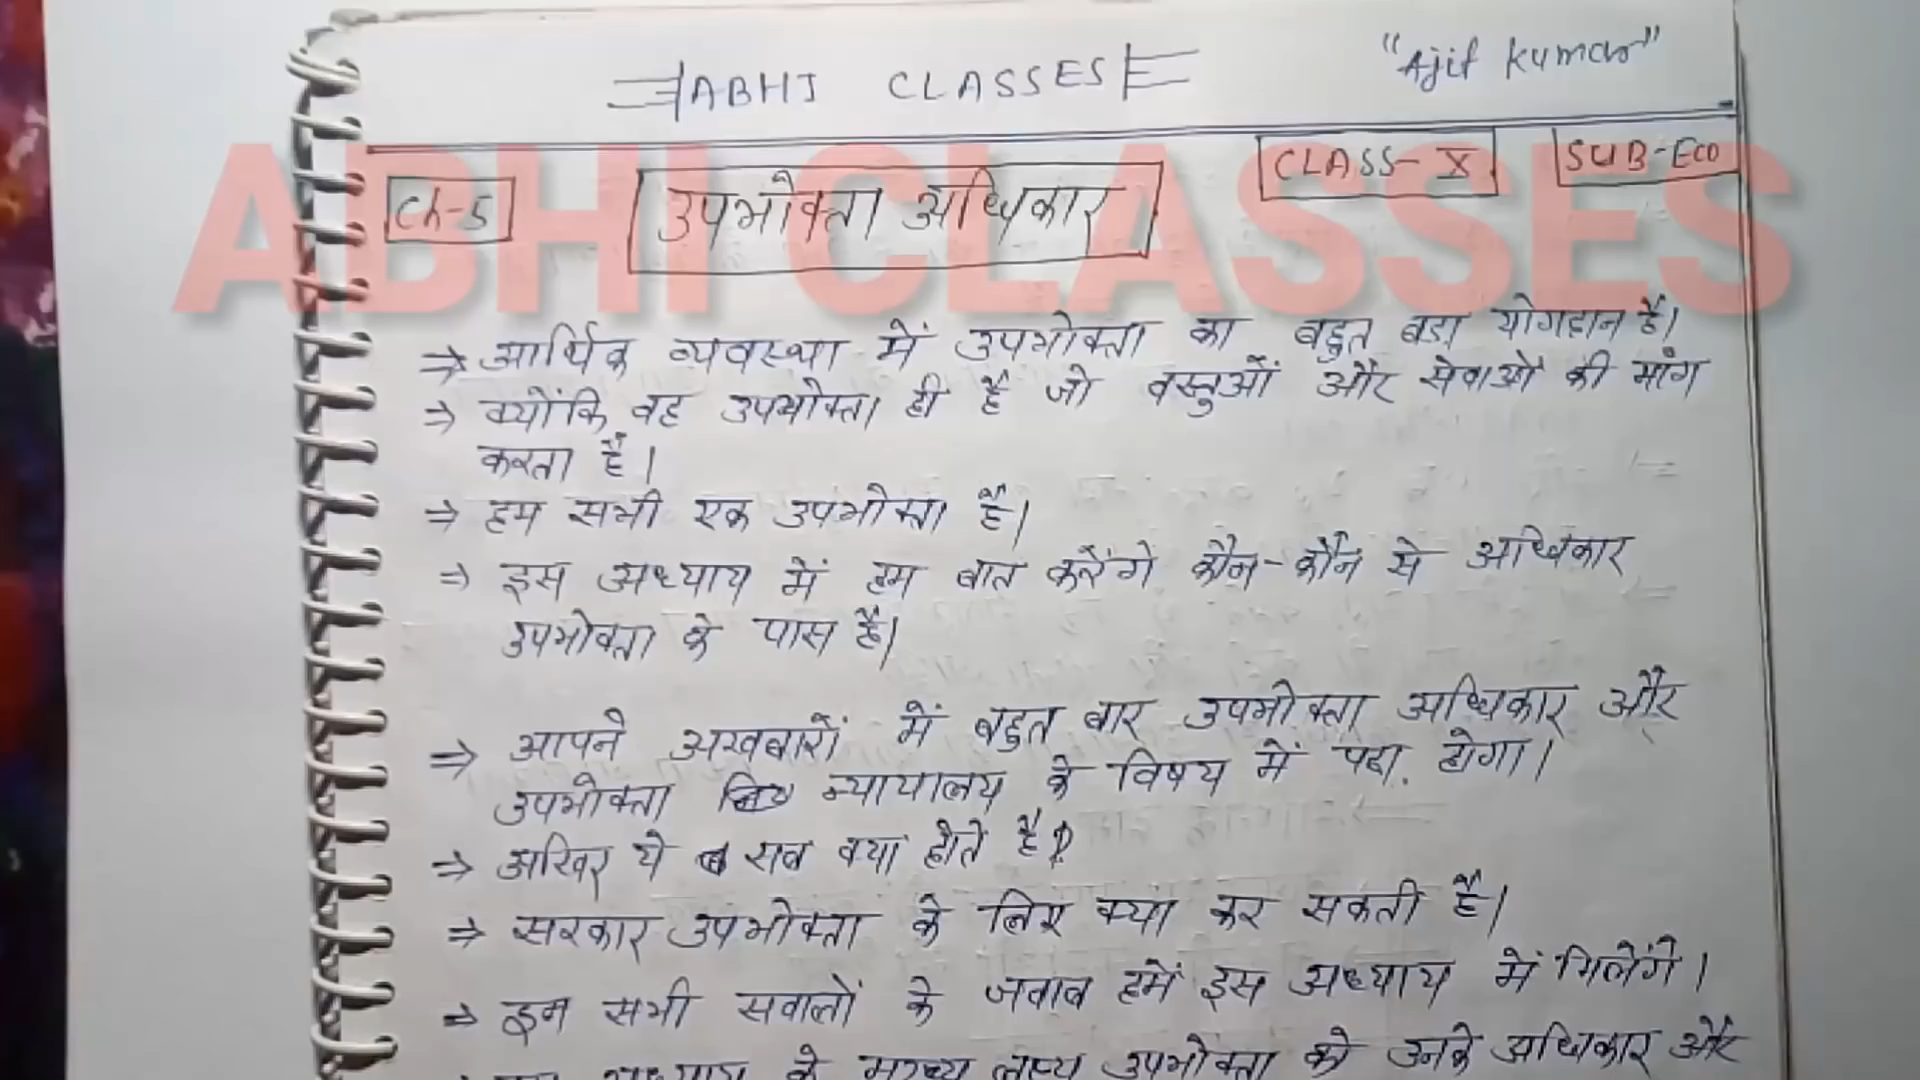 ABHI CLASSES
"Ajit Kumar"
ABHI CLASSES
Ch-5
उपभोक्ता अधिकार
CLASS- X
SUB-Eco
⇒ आर्थिक व्यवस्था में उपभोक्ता का बहुत बड़ा योगदान है।
⇒ क्योंकि वह उपभोक्ता ही है जो वस्तुओं और सेवाओं की माँग
करता है।
⇒ हम सभी एक उपभोक्ता है।
⇒ इस अध्याय में हम बात करेंगे कौन-कौन से अधिकार
उपभोक्ता के पास है।
⇒ आपने अखबारों में बहुत बार उपभोक्ता अधिकार और
उपभोक्ता न्यायालय के विषय में पढ़ा होगा।
⇒ अखिर ये सब क्या होते है?
⇒ सरकार उपभोक्ता के लिए क्या कर सकती है।
⇒ इन सभी सवालों के जवाब हमें इस अध्याय में मिलेंगे।
अध्याय के मुख्य लक्ष्य उपभोक्ता को उनके अधिकार और